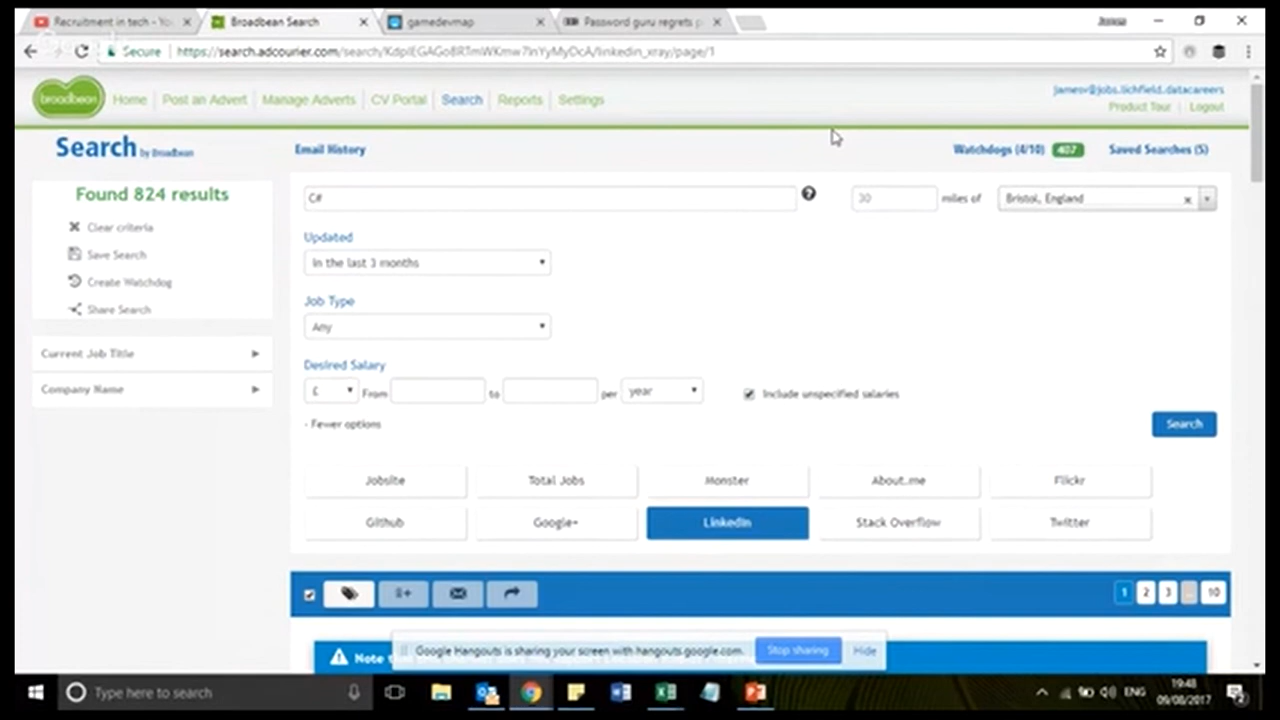 Recruitment in tech - Yo
Broadbean Search
gamedevmap
Password guru regrets p
Secure
https://search.adcourier.com/search/KdpIEGAGo8RTmWKmw7InYyMyDcA/linkedin_xray/page/1
broadbean
Home
Post an Advert
Manage Adverts
CV Portal
Search
Reports
Settings
jamesv@jobs.lichfield.datacareers
Product Tour
Logout
Search by Broadbean
Email History
Watchdogs (4/10) 407
Saved Searches (5)
Found 824 results
Clear criteria
Save Search
Create Watchdog
Share Search
Current Job Title
Company Name
C#
30 miles of Bristol, England
Updated
In the last 3 months
Job Type
Any
Desired Salary
£ From to per year
Include unspecified salaries
- Fewer options
Search
Jobsite
Total Jobs
Monster
About.me
Flickr
Github
Google+
LinkedIn
Stack Overflow
Twitter
1 2 3 ... 10
Note
Google Hangouts is sharing your screen with hangouts.google.com.
Stop sharing
Hide
Type here to search
ENG
19:48
09/08/2017